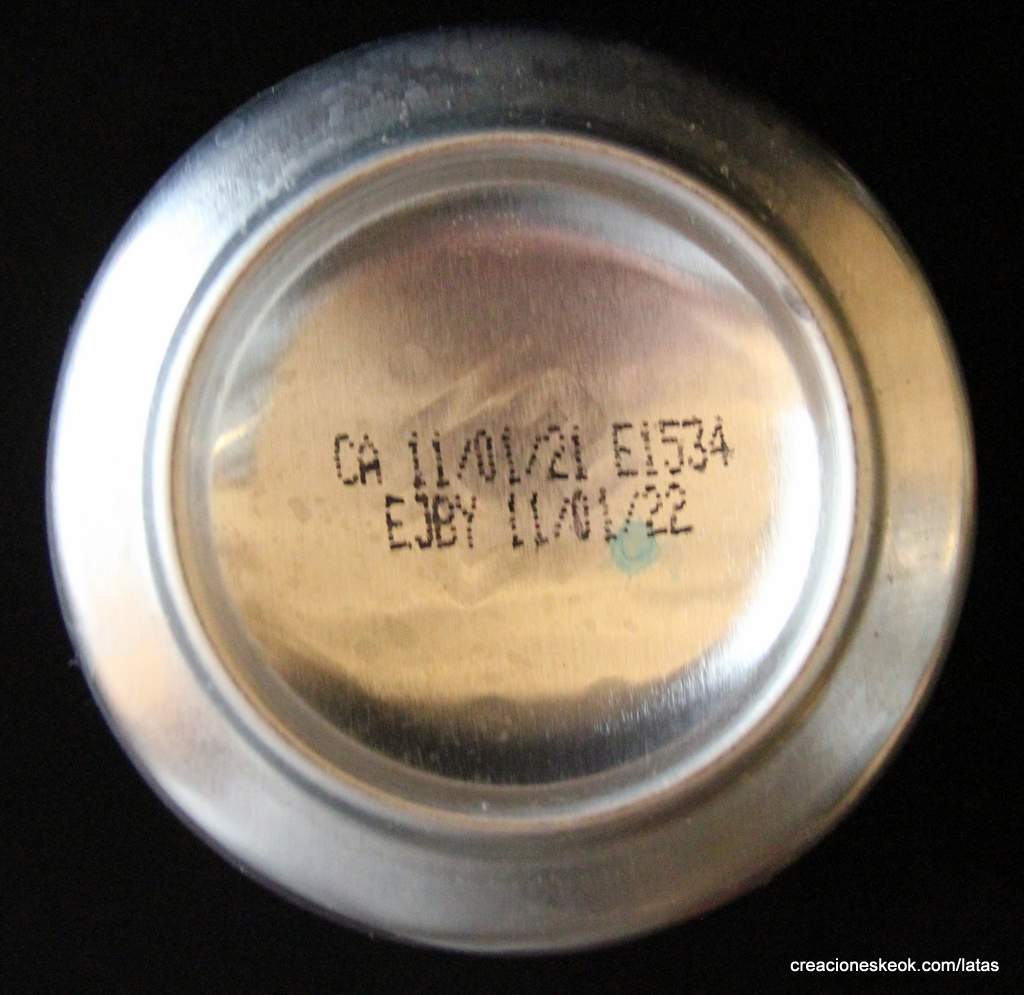 CA 11/01/21 E1534
EJBY 11/01/22
creacioneskeok.com/latas